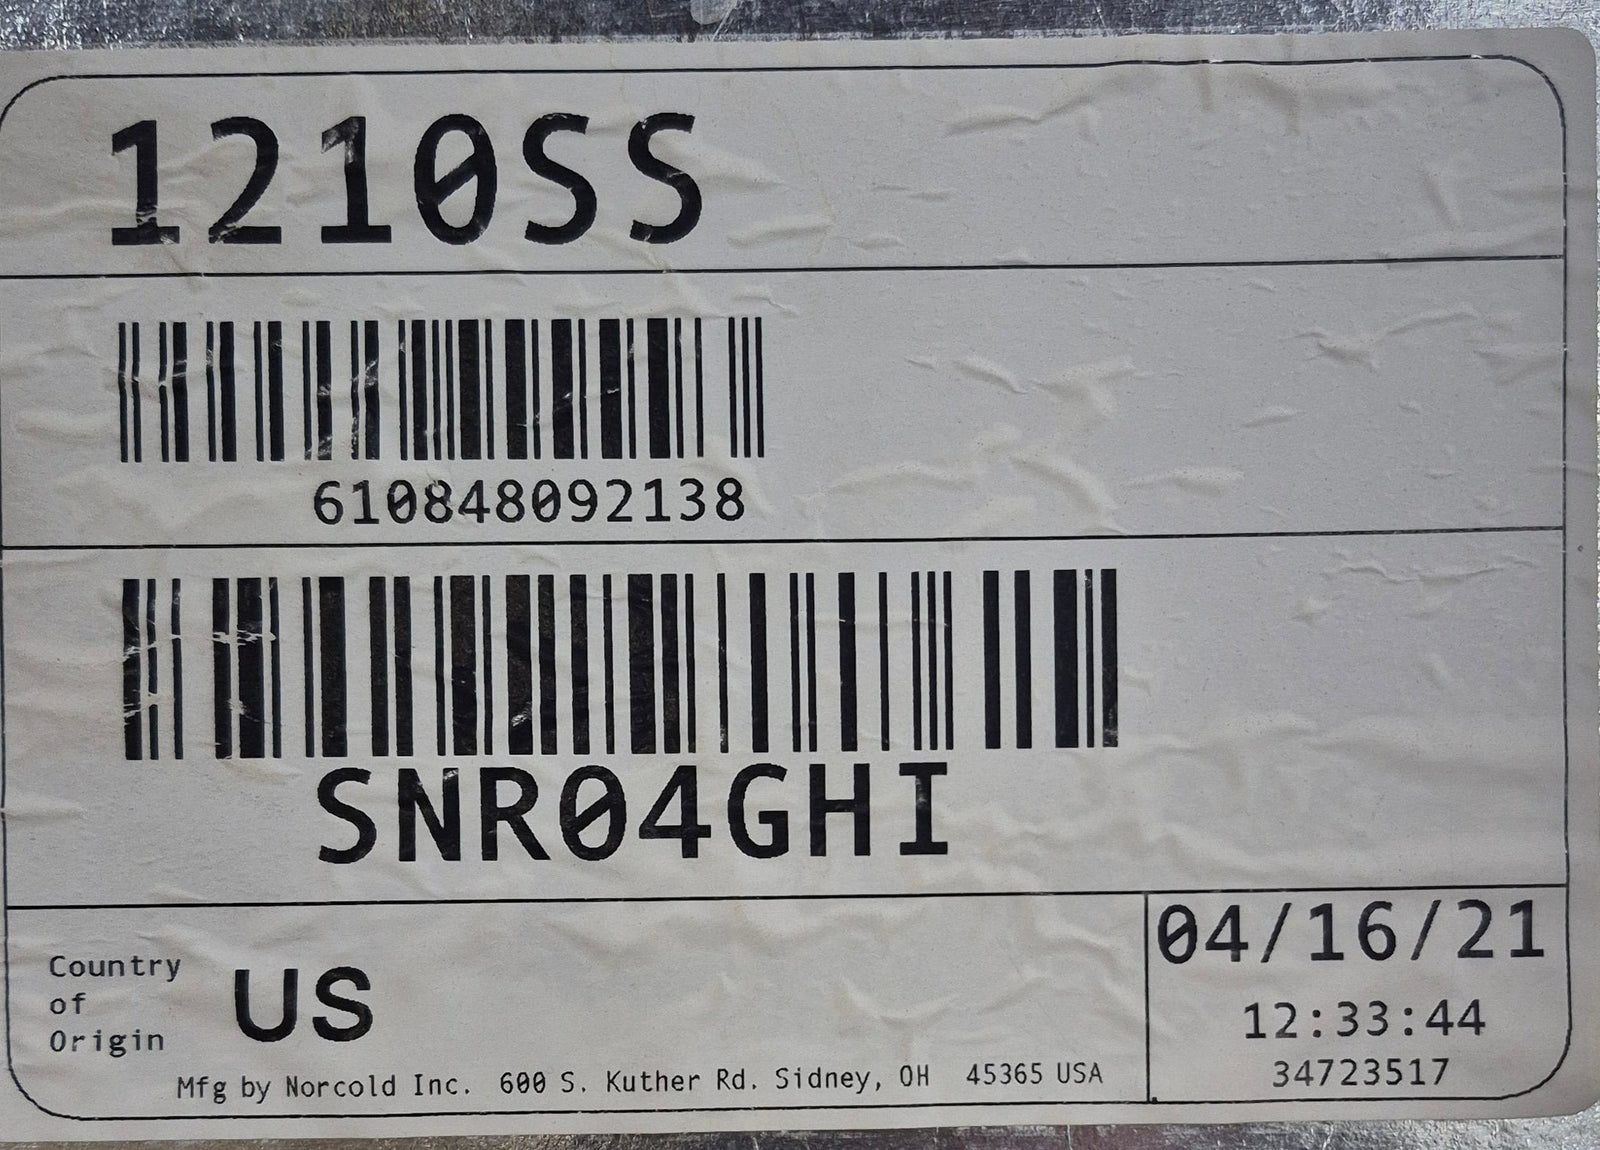 1210SS
610848092138
SNR04GHI
Country
of
Origin
US
Mfg by Norcold Inc. 600 S. Kuther Rd. Sidney, OH 45365 USA
04/16/21
12:33:44
34723517